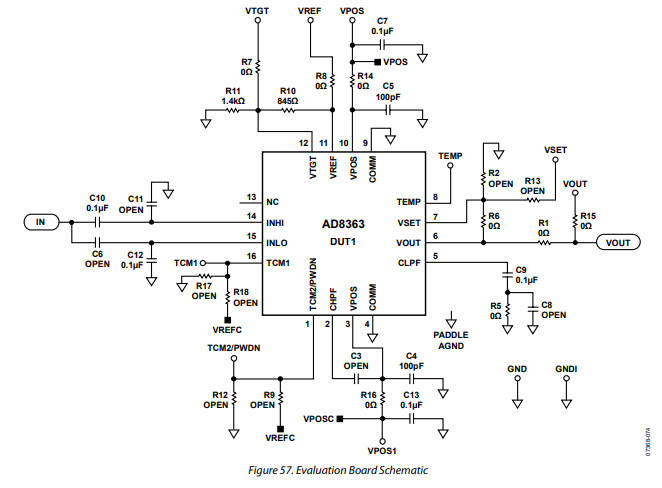 VTGT
VREF
VPOS
C7
0.1µF
VPOS
R7
0Ω
R8
0Ω
R14
0Ω
R11
1.4kΩ
R10
845Ω
C5
100pF
12
11
10
9
VTGT
VREF
VPOS
COMM
TEMP
VSET
VOUT
R2
OPEN
R13
OPEN
R6
0Ω
R1
0Ω
R15
0Ω
VOUT
IN
C10
0.1µF
C11
OPEN
C6
OPEN
C12
0.1µF
13
NC
14
INHI
15
INLO
16
TCM1
AD8363
DUT1
TEMP
8
VSET
7
VOUT
6
CLPF
5
TCM1
R17
OPEN
R18
OPEN
VREFC
TCM2/PWDN
CHPF
VPOS
COMM
1
2
3
4
C9
0.1µF
R5
0Ω
C8
OPEN
PADDLE
AGND
TCM2/PWDN
R12
OPEN
R9
OPEN
VREFC
C3
OPEN
C4
100pF
R16
0Ω
C13
0.1µF
VPOSC
VPOS1
GND
GNDI
07368-074
Figure 57. Evaluation Board Schematic